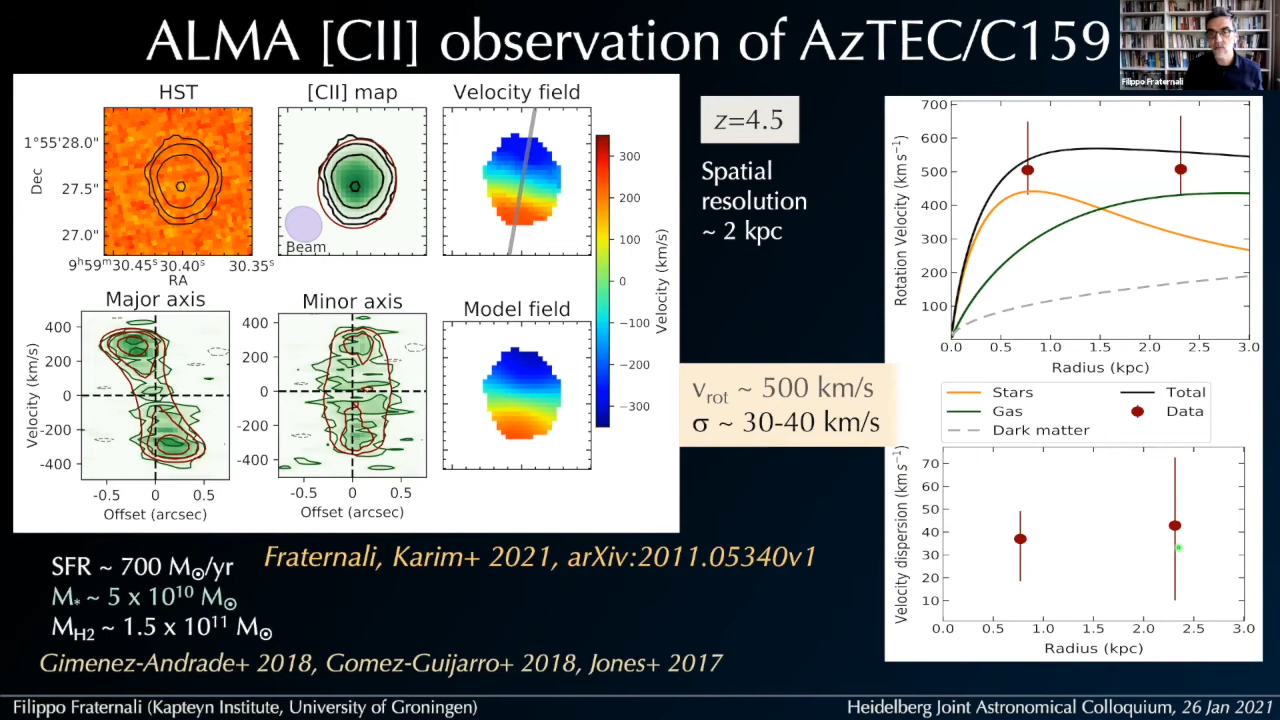 ALMA [CII] observation of AzTEC/C159
Filippo Fraternali
HST
[CII] map
Velocity field
1°55'28.0"
27.5"
27.0"
Dec
9ʰ59ᵐ30.45ˢ 30.40ˢ 30.35ˢ
RA
Beam
300
200
100
0
−100
−200
−300
Velocity (km/s)
Major axis
Minor axis
Model field
400
200
0
-200
-400
Velocity (km/s)
-0.5 0 0.5
Offset (arcsec)
400
200
0
-200
-400
-0.5 0 0.5
Offset (arcsec)
z=4.5
Spatial
resolution
~ 2 kpc
v_rot ~ 500 km/s
σ ~ 30-40 km/s
700
600
500
400
300
200
100
Rotation Velocity (km s⁻¹)
0.0 0.5 1.0 1.5 2.0 2.5 3.0
Radius (kpc)
Stars
Gas
Dark matter
Total
Data
70
60
50
40
30
20
10
Velocity dispersion (km s⁻¹)
0.0 0.5 1.0 1.5 2.0 2.5 3.0
Radius (kpc)
SFR ~ 700 M☉/yr
M* ~ 5 x 10¹⁰ M☉
M_H2 ~ 1.5 x 10¹¹ M☉
Fraternali, Karim+ 2021, arXiv:2011.05340v1
Gimenez-Andrade+ 2018, Gomez-Guijarro+ 2018, Jones+ 2017
Filippo Fraternali (Kapteyn Institute, University of Groningen)
Heidelberg Joint Astronomical Colloquium, 26 Jan 2021